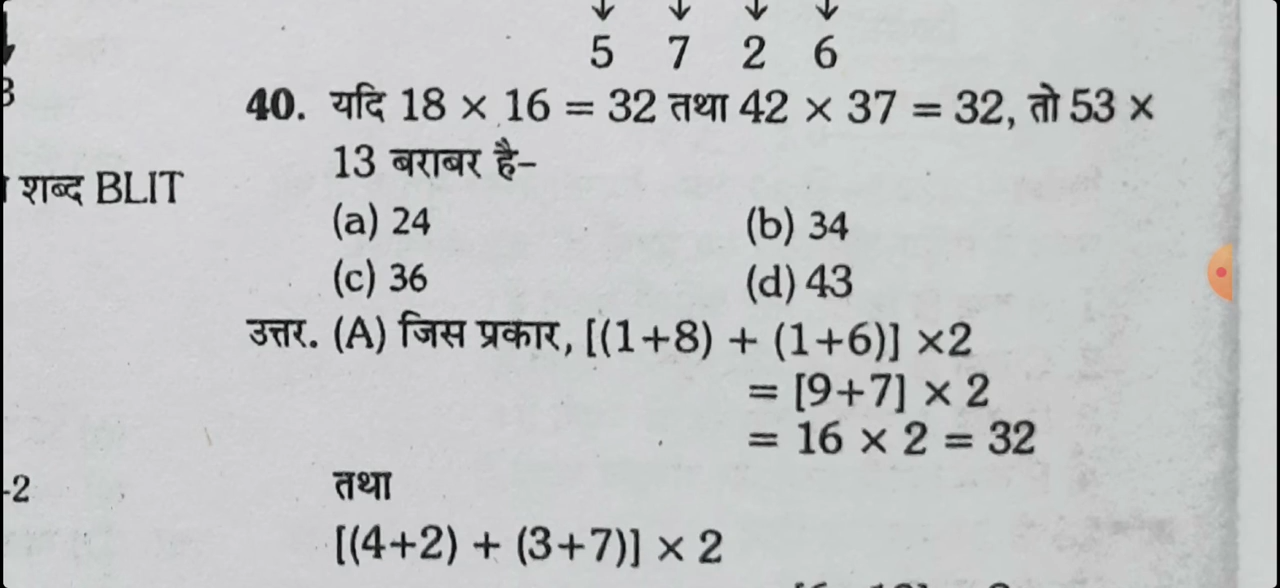 ↓ ↓ ↓ ↓
5 7 2 6
3
40. यदि 18 × 16 = 32 तथा 42 × 37 = 32, तो 53 ×
13 बराबर है–
शब्द BLIT
(a) 24 (b) 34
(c) 36 (d) 43
उत्तर. (A) जिस प्रकार, [(1+8) + (1+6)] ×2
= [9+7] × 2
= 16 × 2 = 32
-2
तथा
[(4+2) + (3+7)] × 2